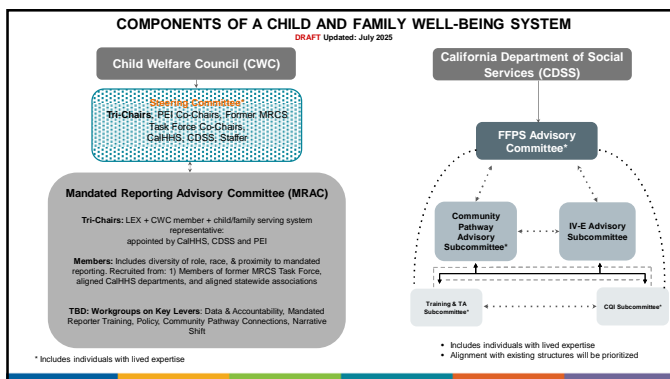 COMPONENTS OF A CHILD AND FAMILY WELL-BEING SYSTEM
DRAFT Updated: July 2025
Child Welfare Council (CWC)
Steering Committee*
Tri-Chairs, PEI Co-Chairs, Former MRCS
Task Force Co-Chairs,
CalHHS, CDSS, Staffer
Mandated Reporting Advisory Committee (MRAC)
Tri-Chairs: LEX + CWC member + child/family serving system
representative:
appointed by CalHHS, CDSS and PEI
Members: Includes diversity of role, race, & proximity to mandated
reporting. Recruited from: 1) Members of former MRCS Task Force,
aligned CalHHS departments, and aligned statewide associations
TBD: Workgroups on Key Levers: Data & Accountability, Mandated
Reporter Training, Policy, Community Pathway Connections, Narrative
Shift
* Includes individuals with lived expertise
California Department of Social
Services (CDSS)
FFPS Advisory
Committee*
Community
Pathway
Advisory
Subcommittee*
IV-E Advisory
Subcommittee
Training & TA
Subcommittee*
CQI Subcommittee*
• Includes individuals with lived expertise
• Alignment with existing structures will be prioritized